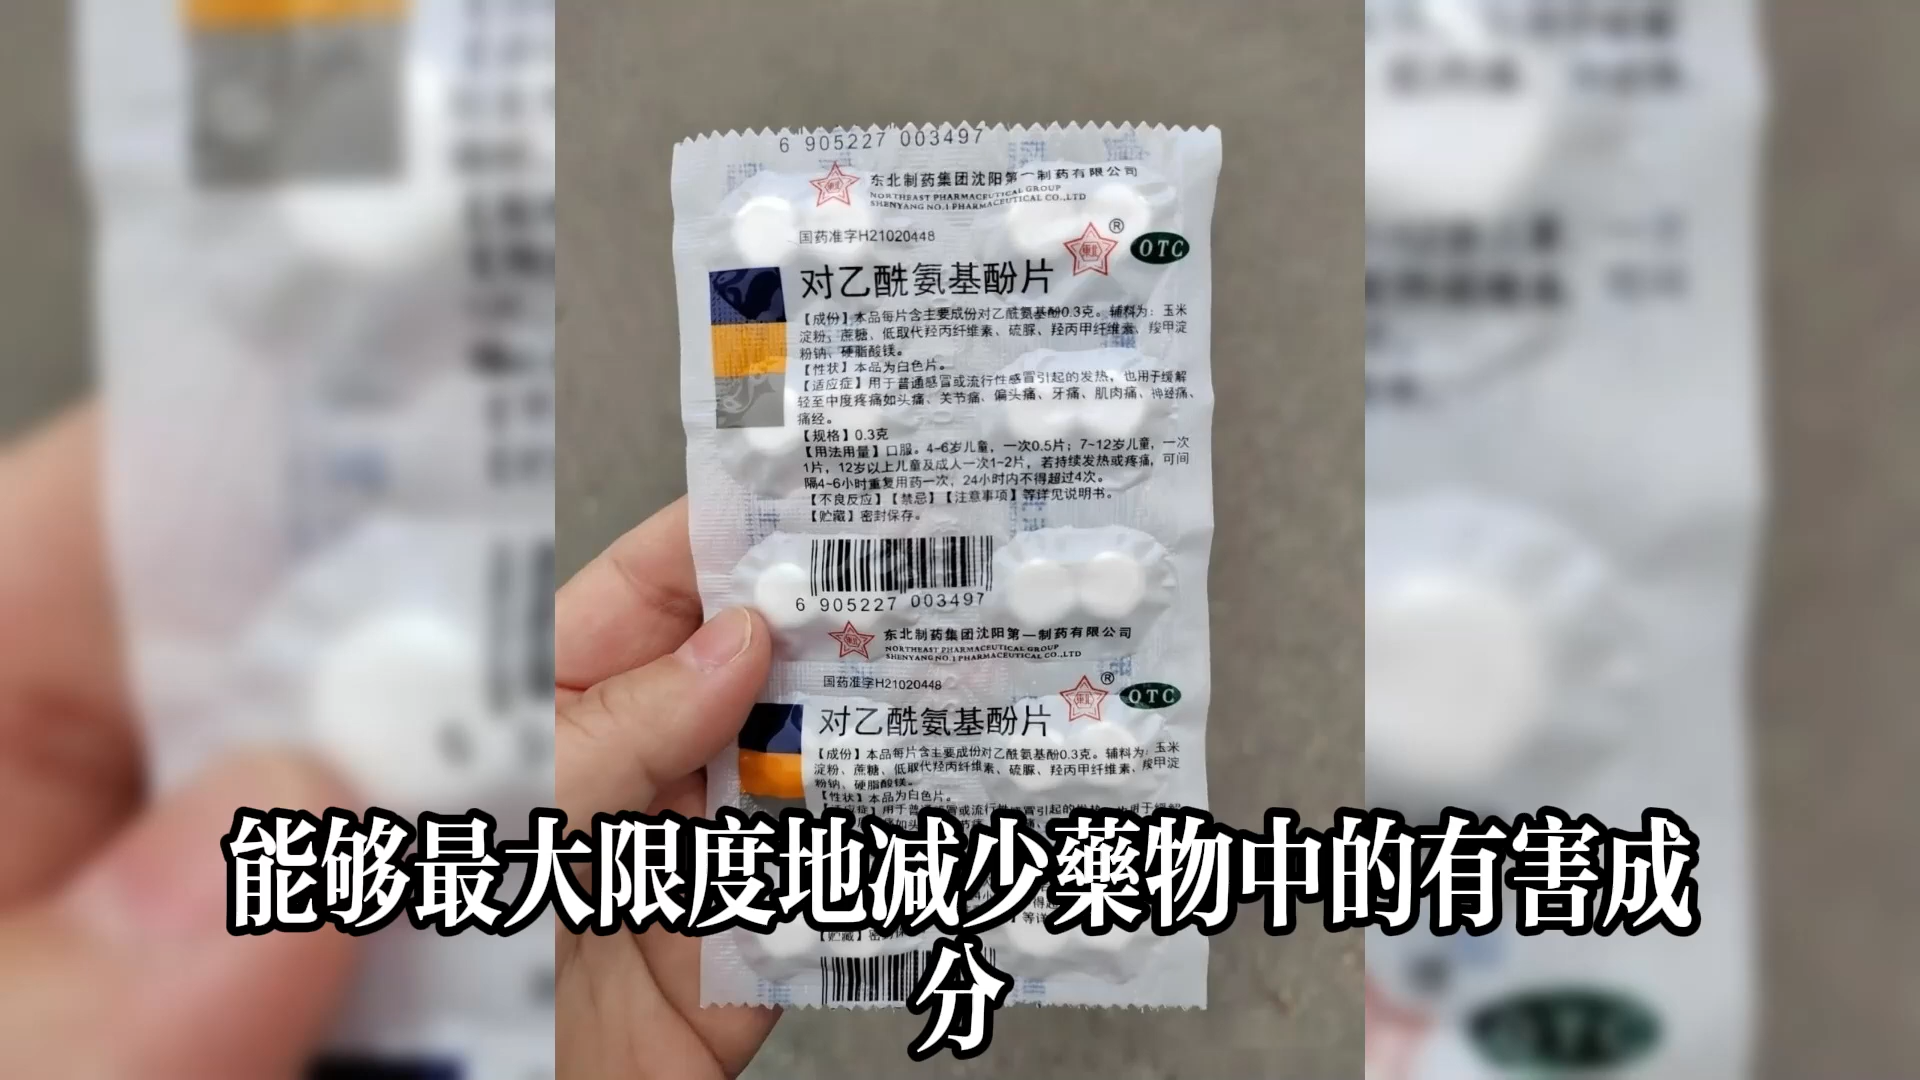 6 905227 003497
东北制药集团沈阳第一制药有限公司
NORTHEAST PHARMACEUTICAL GROUP
SHENYANG NO.1 PHARMACEUTICAL CO.,LTD
国药准字H21020448
®
OTC
对乙酰氨基酚片
【成份】本品每片含主要成份对乙酰氨基酚0.3克。辅料为：玉米
淀粉、蔗糖、低取代羟丙纤维素、硫脲、羟丙甲纤维素、羧甲淀
粉钠、硬脂酸镁。
【性状】本品为白色片。
【适应症】用于普通感冒或流行性感冒引起的发热，也用于缓解
轻至中度疼痛如头痛、关节痛、偏头痛、牙痛、肌肉痛、神经痛、
痛经。
【规格】0.3克
【用法用量】口服。4~6岁儿童，一次0.5片；7~12岁儿童，一次
1片，12岁以上儿童及成人一次1~2片，若持续发热或疼痛，可间
隔4~6小时重复用药一次，24小时内不得超过4次。
【不良反应】【禁忌】【注意事项】等详见说明书。
【贮藏】密封保存。
6 905227 003497
东北制药集团沈阳第一制药有限公司
NORTHEAST PHARMACEUTICAL GROUP
SHENYANG NO.1 PHARMACEUTICAL CO.,LTD
国药准字H21020448
®
OTC
对乙酰氨基酚片
【成份】本品每片含主要成份对乙酰氨基酚0.3克。辅料为：玉米
淀粉、蔗糖、低取代羟丙纤维素、硫脲、羟丙甲纤维素、羧甲淀
粉钠、硬脂酸镁。
【性状】本品为白色片。
能够最大限度地减少藥物中的有害成
分